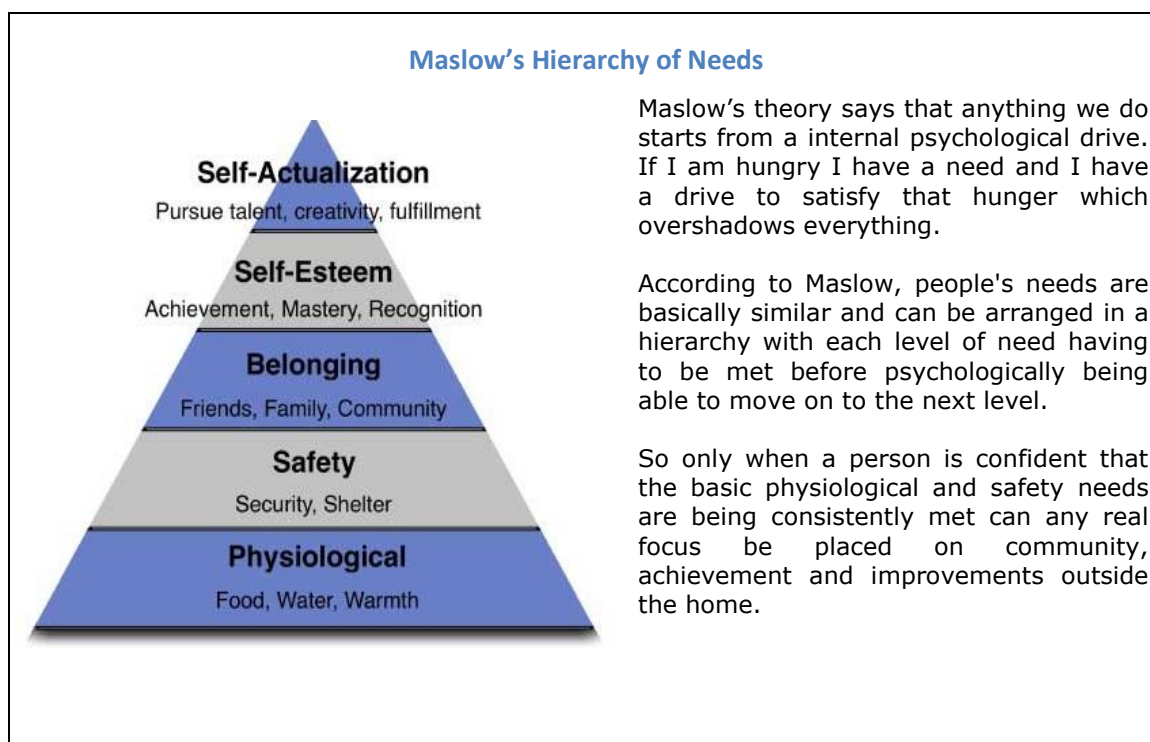 Maslow’s Hierarchy of Needs
Self-Actualization
Pursue talent, creativity, fulfillment
Self-Esteem
Achievement, Mastery, Recognition
Belonging
Friends, Family, Community
Safety
Security, Shelter
Physiological
Food, Water, Warmth
Maslow’s theory says that anything we do
starts from a internal psychological drive.
If I am hungry I have a need and I have
a drive to satisfy that hunger which
overshadows everything.
According to Maslow, people's needs are
basically similar and can be arranged in a
hierarchy with each level of need having
to be met before psychologically being
able to move on to the next level.
So only when a person is confident that
the basic physiological and safety needs
are being consistently met can any real
focus be placed on community,
achievement and improvements outside
the home.